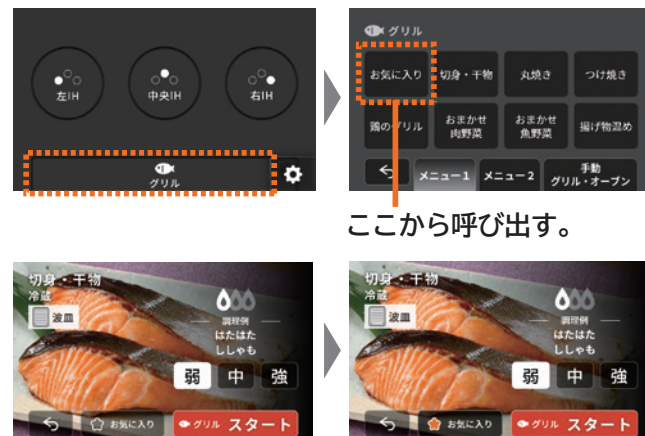 左IH
中央IH
右IH
グリル
グリル
お気に入り
切身・干物
丸焼き
つけ焼き
鶏のグリル
おまかせ
肉野菜
おまかせ
魚野菜
揚げ物温め
メニュー1
メニュー2
手動
グリル・オーブン
ここから呼び出す。
切身・干物
冷蔵
波皿
調理例
はたはた
ししゃも
弱 中 強
お気に入り
グリル スタート
切身・干物
冷蔵
波皿
調理例
はたはた
ししゃも
弱 中 強
お気に入り
グリル スタート